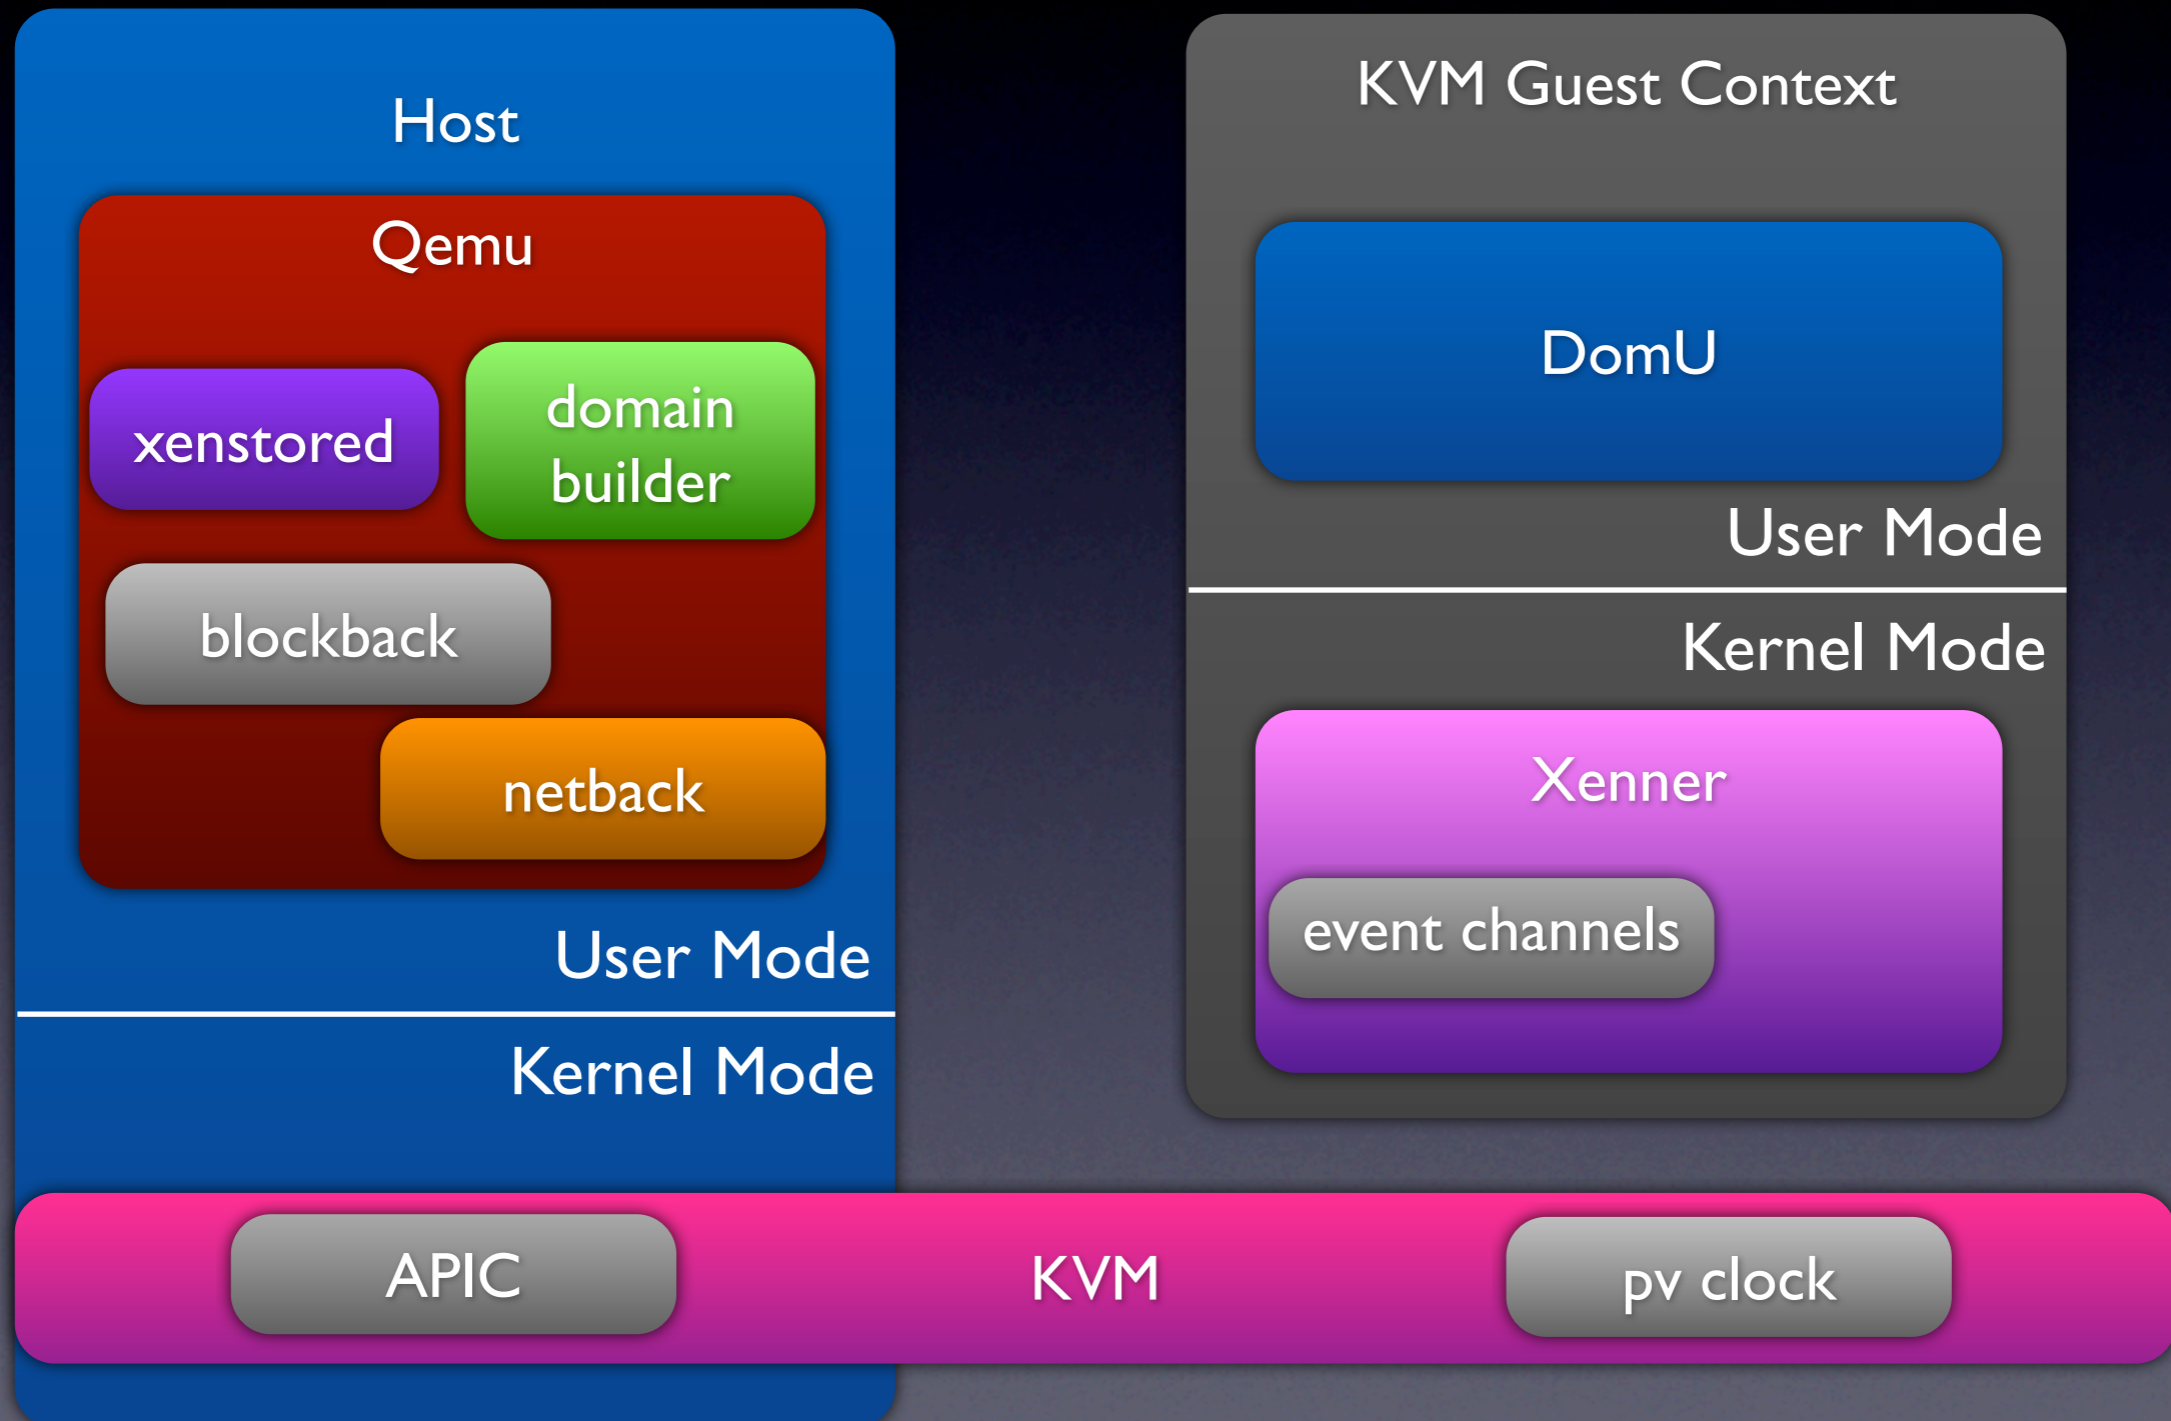 Host
Qemu
xenstored
domain
builder
blockback
netback
User Mode
Kernel Mode
KVM Guest Context
DomU
User Mode
Kernel Mode
Xenner
event channels
APIC
KVM
pv clock